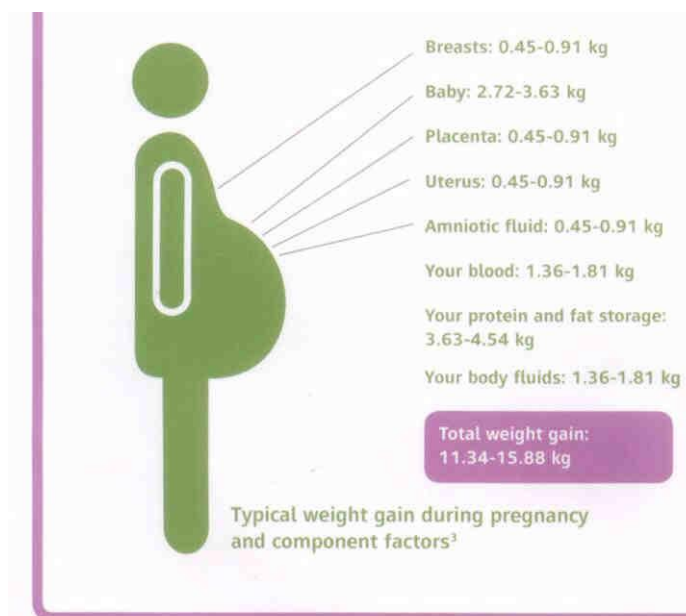 Breasts: 0.45-0.91 kg
Baby: 2.72-3.63 kg
Placenta: 0.45-0.91 kg
Uterus: 0.45-0.91 kg
Amniotic fluid: 0.45-0.91 kg
Your blood: 1.36-1.81 kg
Your protein and fat storage:
3.63-4.54 kg
Your body fluids: 1.36-1.81 kg
Total weight gain:
11.34-15.88 kg
Typical weight gain during pregnancy
and component factors³